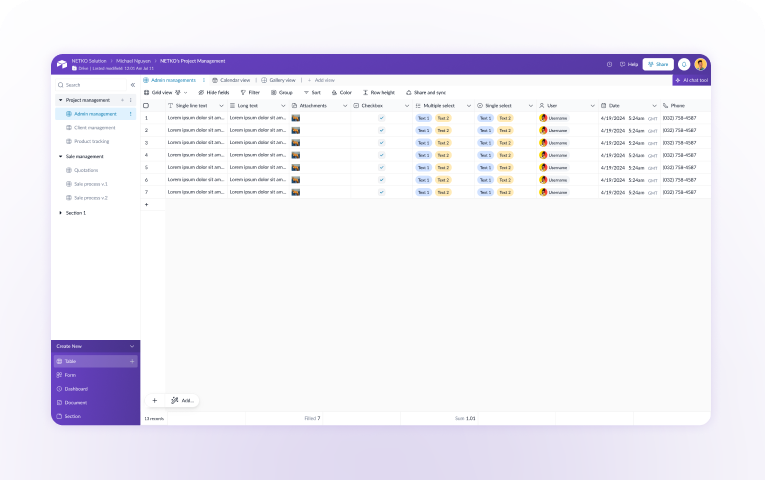 NETKO Solution > Michael Nguyen > NETKO's Project Management
Help
Share
Search
Project management
Admin management
Client management
Product tracking
Sale management
Quotations
Sale process v.1
Sale process v.2
Section 1
Create New
Table
Form
Dashboard
Document
Section
Admin managements
Calendar view
Gallery view
+ Add view
AI chat tool
Grid view
Hide fields
Filter
Group
Sort
Color
Row height
Share and sync
Single line text
Long text
Attachments
Checkbox
Multiple select
Single select
User
Date
Phone
1 Lorem ipsum dolor sit am... Lorem ipsum dolor sit am... Text 1 Text 2 Text 1 Text 2 Username 4/19/2024 5:24am GMT (032) 758-4587
2 Lorem ipsum dolor sit am... Lorem ipsum dolor sit am... Text 1 Text 2 Text 1 Text 2 Username 4/19/2024 5:24am GMT (032) 758-4587
3 Lorem ipsum dolor sit am... Lorem ipsum dolor sit am... Text 1 Text 2 Text 1 Text 2 Username 4/19/2024 5:24am GMT (032) 758-4587
4 Lorem ipsum dolor sit am... Lorem ipsum dolor sit am... Text 1 Text 2 Text 1 Text 2 Username 4/19/2024 5:24am GMT (032) 758-4587
5 Lorem ipsum dolor sit am... Lorem ipsum dolor sit am... Text 1 Text 2 Text 1 Text 2 Username 4/19/2024 5:24am GMT (032) 758-4587
6 Lorem ipsum dolor sit am... Lorem ipsum dolor sit am... Text 1 Text 2 Text 1 Text 2 Username 4/19/2024 5:24am GMT (032) 758-4587
7 Lorem ipsum dolor sit am... Lorem ipsum dolor sit am... Text 1 Text 2 Text 1 Text 2 Username 4/19/2024 5:24am GMT (032) 758-4587
+
+ Add...
13 records
Filled 7
Sum 1.01